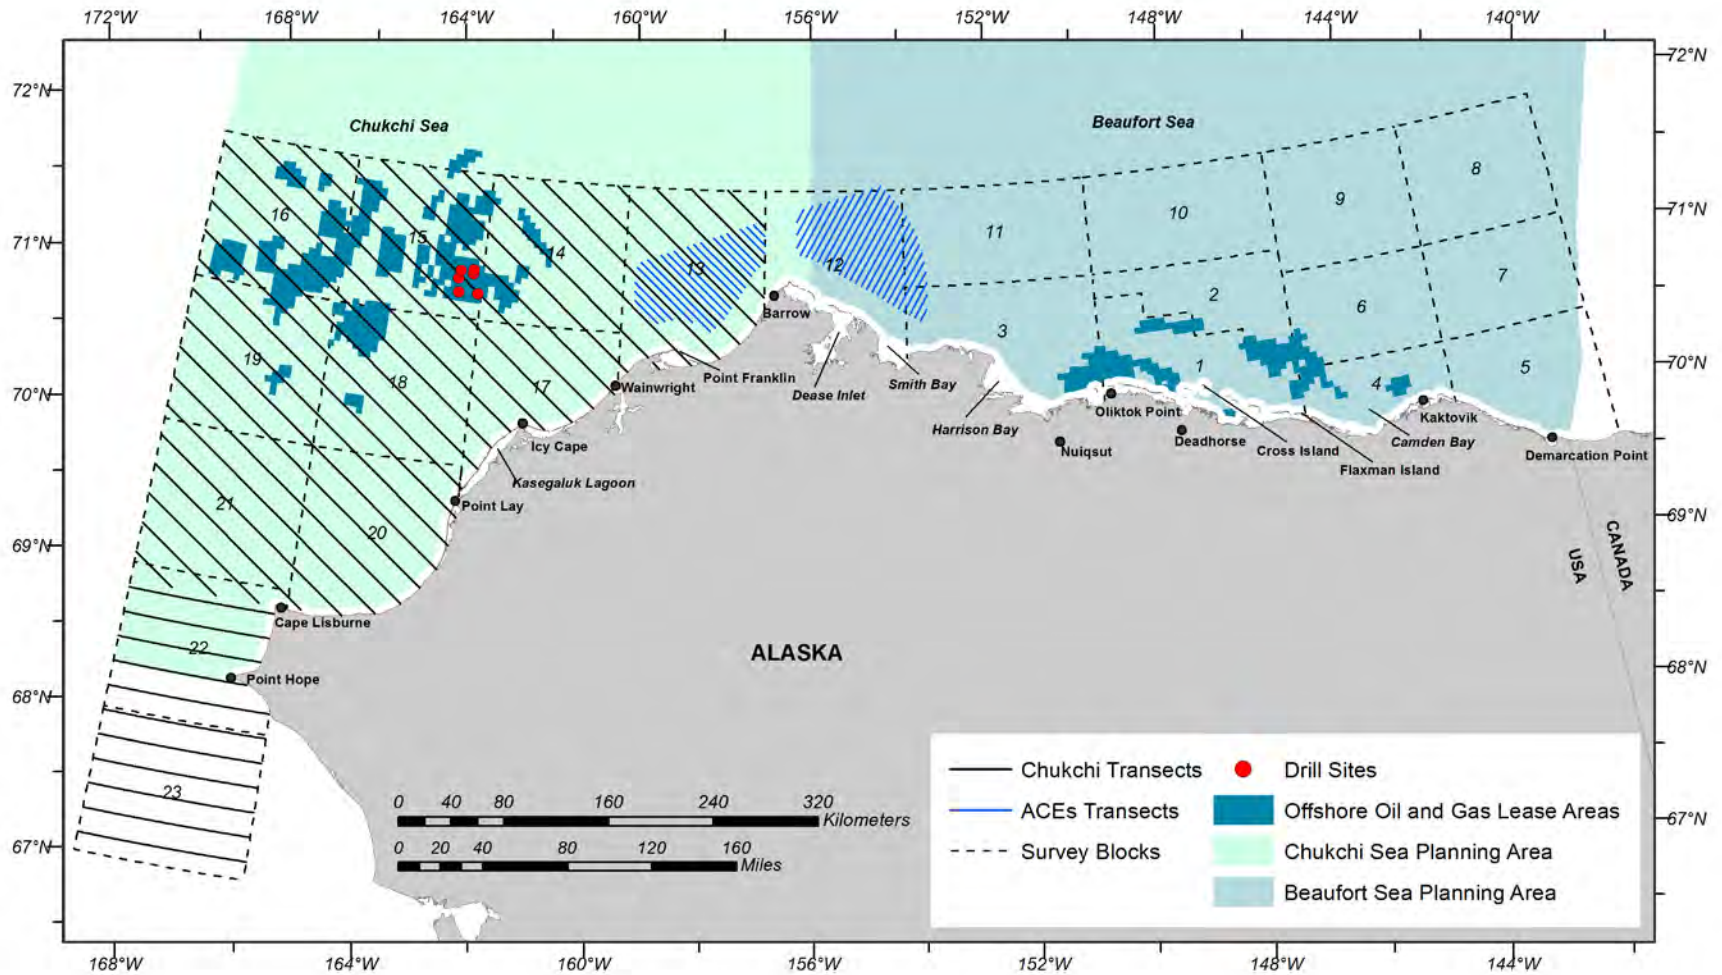 172°W 168°W 164°W 160°W 156°W 152°W 148°W 144°W 140°W
72°N
72°N
Chukchi Sea
Beaufort Sea
8
9
10
16
71°N
11
15
14
71°N
13
12
7
2
6
3
19
18
17
1
4
5
70°N
70°N
Barrow
Point Franklin
Wainwright
Dease Inlet
Smith Bay
Harrison Bay
Oliktok Point
Kaktovik
Nuiqsut
Deadhorse
Cross Island
Camden Bay
Flaxman Island
Demarcation Point
Icy Cape
Kasegaluk Lagoon
Point Lay
21
20
69°N
69°N
USA
CANADA
Cape Lisburne
22
Point Hope
ALASKA
68°N
68°N
23
67°N
67°N
0 40 80 160 240 320
Kilometers
0 20 40 80 120 160
Miles
Chukchi Transects
ACEs Transects
Survey Blocks
Drill Sites
Offshore Oil and Gas Lease Areas
Chukchi Sea Planning Area
Beaufort Sea Planning Area
168°W 164°W 160°W 156°W 152°W 148°W 144°W